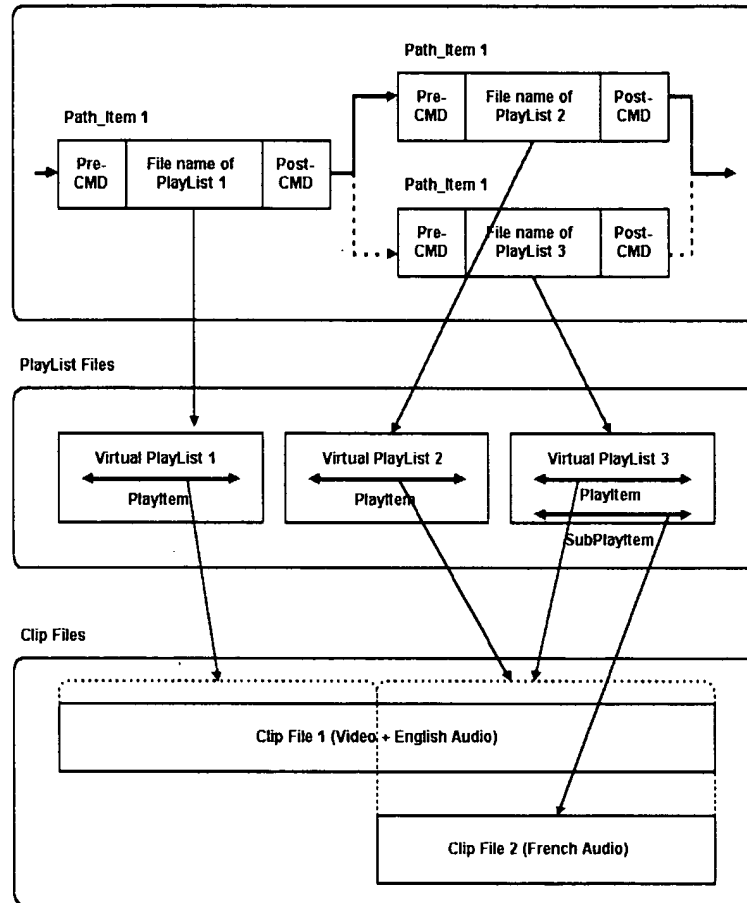 Path_Item 1
Pre-CMD
File name of PlayList 2
Post-CMD
Path_Item 1
Pre-CMD
File name of PlayList 1
Post-CMD
Path_Item 1
Pre-CMD
File name of PlayList 3
Post-CMD
PlayList Files
Virtual PlayList 1
PlayItem
Virtual PlayList 2
PlayItem
Virtual PlayList 3
PlayItem
SubPlayItem
Clip Files
Clip File 1 (Video + English Audio)
Clip File 2 (French Audio)